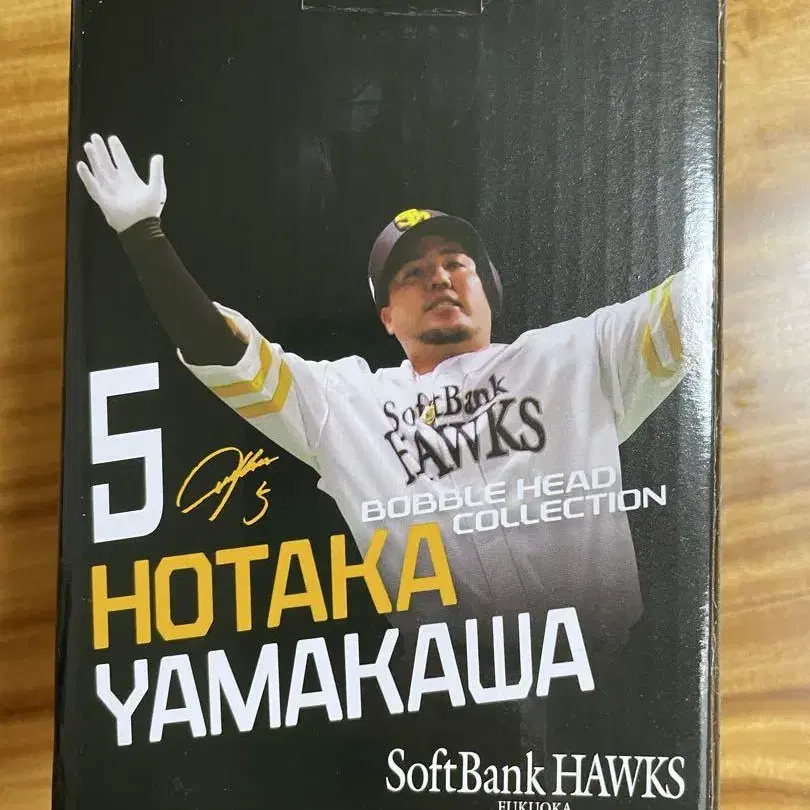 SoftBank
HAWKS
5
5
BOBBLE HEAD
COLLECTION
HOTAKA
YAMAKAWA
SoftBank HAWKS
FUKUOKA